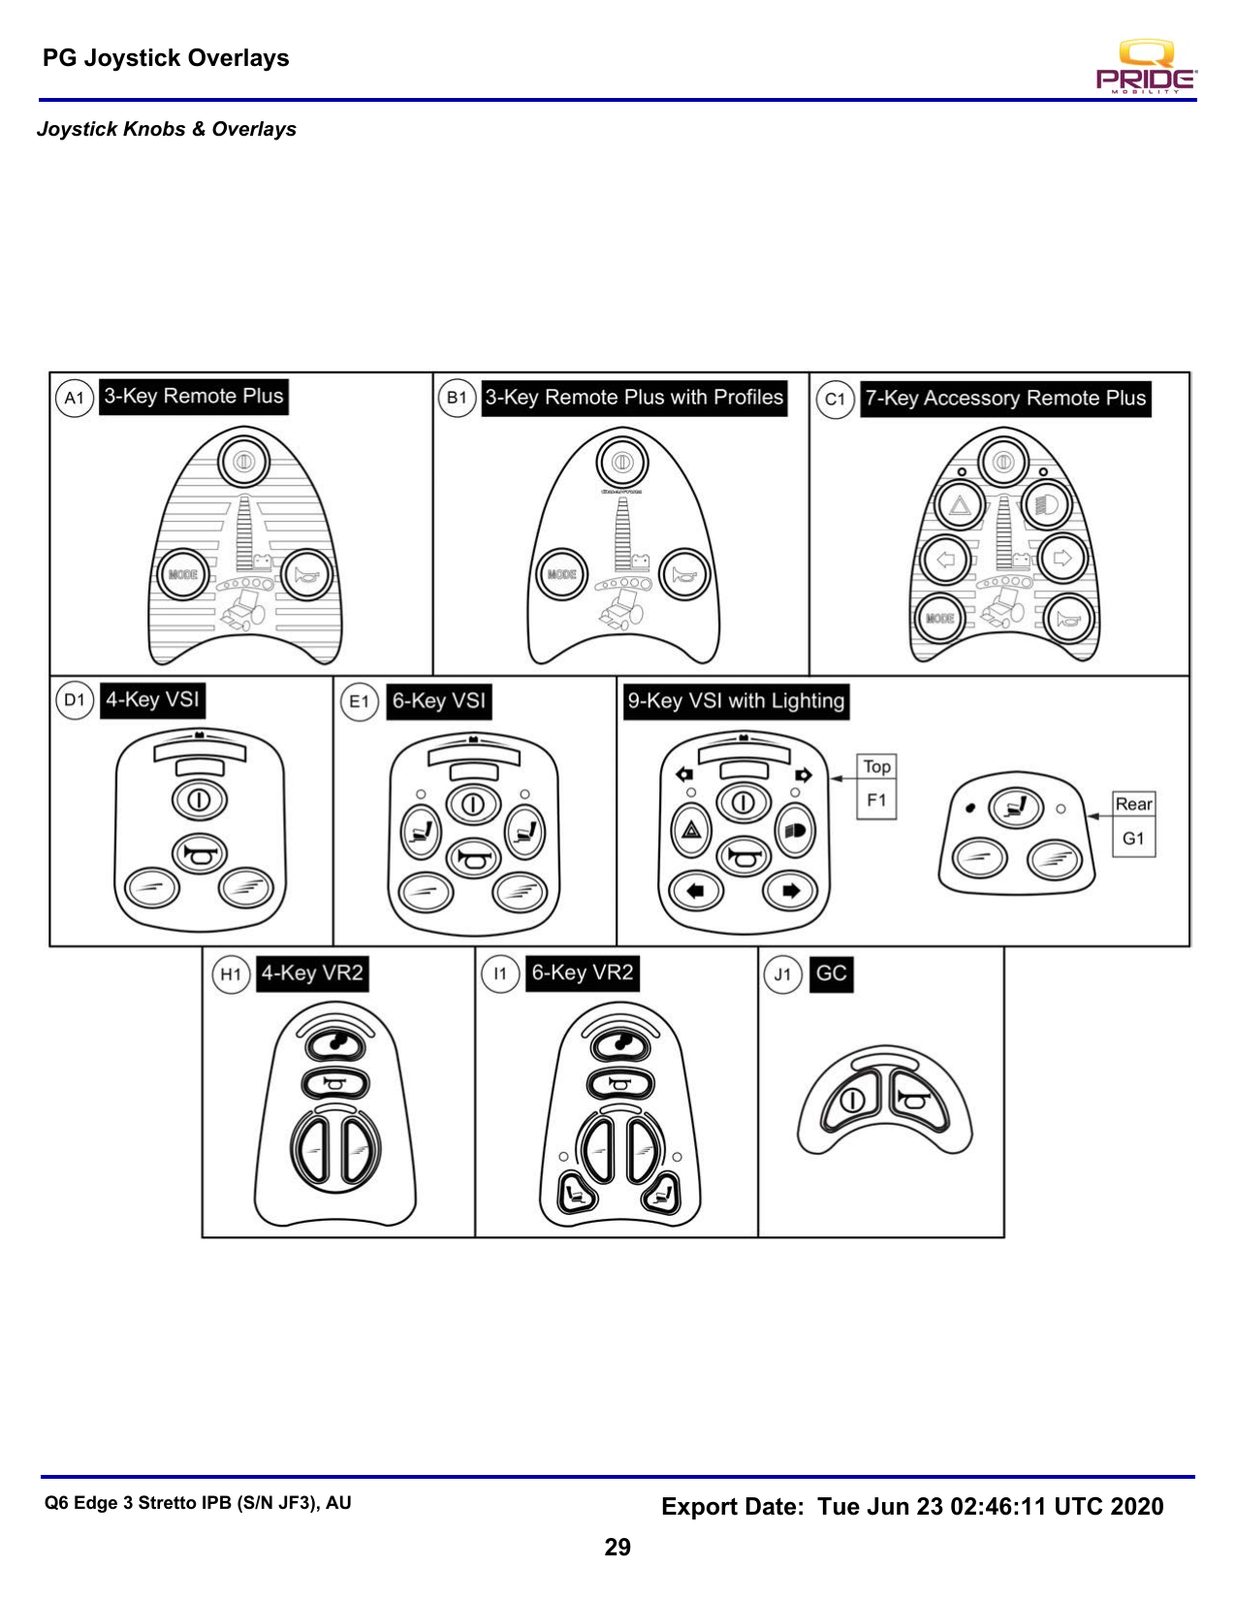 PG Joystick Overlays
PRIDE
MOBILITY
Joystick Knobs & Overlays
A1 3-Key Remote Plus
B1 3-Key Remote Plus with Profiles
C1 7-Key Accessory Remote Plus
MODE
MODE
MODE
D1 4-Key VSI
E1 6-Key VSI
9-Key VSI with Lighting
Top
F1
Rear
G1
H1 4-Key VR2
I1 6-Key VR2
J1 GC
Q6 Edge 3 Stretto IPB (S/N JF3), AU
Export Date: Tue Jun 23 02:46:11 UTC 2020
29